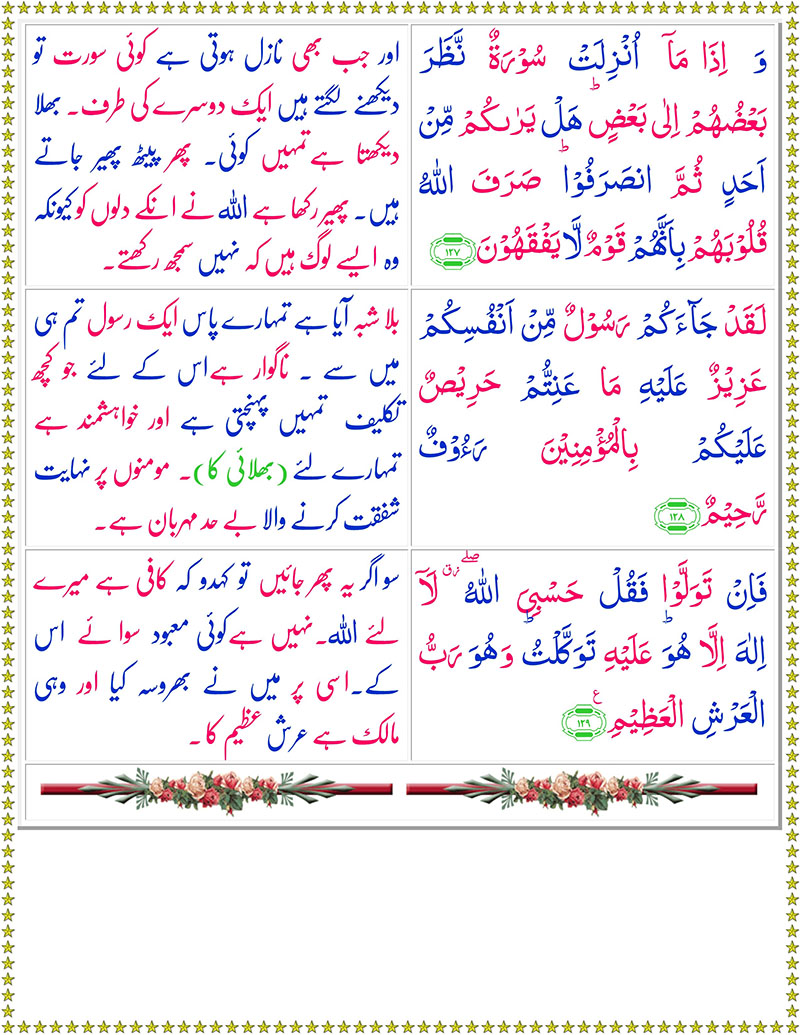 وَ اِذَا مَاۤ اُنْزِلَتْ سُوْرَةٌ نَّظَرَ
بَعْضُهُمْ اِلٰى بَعْضٍؕ هَلْ يَرٰىكُمْ مِّنْ
اَحَدٍ ثُمَّ انصَرَفُوْاؕ صَرَفَ اللّٰهُ
قُلُوْبَهُمْ بِاَنَّهُمْ قَوْمٌ لَّا يَفْقَهُوْنَ ۱۲۷
اور جب بھی نازل ہوتی ہے کوئی سورت تو
دیکھنے لگتے ہیں ایک دوسرے کی طرف۔ بھلا
دیکھتا ہے تمہیں کوئی۔ پھر پیٹھ پھیر جاتے
ہیں۔ پھیر رکھا ہے اللہ نے انکے دلوں کو کیونکہ
وہ ایسے لوگ ہیں کہ نہیں سمجھ رکھتے۔
لَقَدْ جَآءَكُمْ رَسُوْلٌ مِّنْ اَنْفُسِكُمْ
عَزِيْزٌ عَلَيْهِ مَا عَنِتُّمْ حَرِيْصٌ
عَلَيْكُمْ بِالْمُؤْمِنِيْنَ رَءُوْفٌ
رَّحِيْمٌ ۱۲۸
بلا شبہ آیا ہے تمہارے پاس ایک رسول تم ہی
میں سے ۔ ناگوار ہے اس کے لئے جو کچھ
تکلیف تمہیں پہنچتی ہے اور خواہشمند ہے
تمہارے لئے (بھلائی کا)۔ مومنوں پر نہایت
شفقت کرنے والا بے حد مہربان ہے۔
فَاِنْ تَوَلَّوْا فَقُلْ حَسْبِيَ اللّٰهُ ۖ ز ق لَاۤ
اِلٰهَ اِلَّا هُوَؕ عَلَيْهِ تَوَكَّلْتُؕ وَهُوَ رَبُّ
الْعَرْشِ الْعَظِيْمِ ع ۱۲۹
سو اگر یہ پھر جائیں تو کہدو کہ کافی ہے میرے
لئے اللہ۔ نہیں ہے کوئی معبود سوائے اس
کے۔ اسی پر میں نے بھروسہ کیا اور وہی
مالک ہے عرش عظیم کا۔